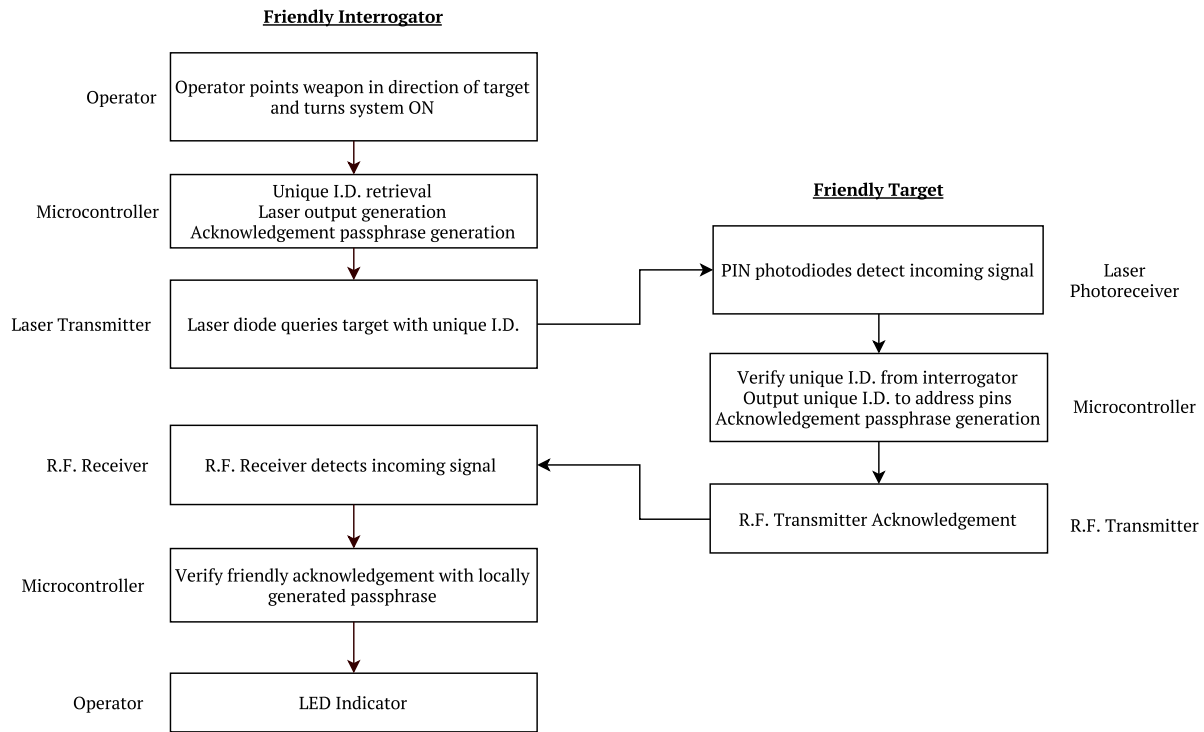 Friendly Interrogator
Operator
Operator points weapon in direction of target
and turns system ON
Microcontroller
Unique I.D. retrieval
Laser output generation
Acknowledgement passphrase generation
Laser Transmitter
Laser diode queries target with unique I.D.
Friendly Target
PIN photodiodes detect incoming signal
Laser
Photoreceiver
Verify unique I.D. from interrogator
Output unique I.D. to address pins
Acknowledgement passphrase generation
Microcontroller
R.F. Transmitter Acknowledgement
R.F. Transmitter
R.F. Receiver
R.F. Receiver detects incoming signal
Microcontroller
Verify friendly acknowledgement with locally
generated passphrase
Operator
LED Indicator